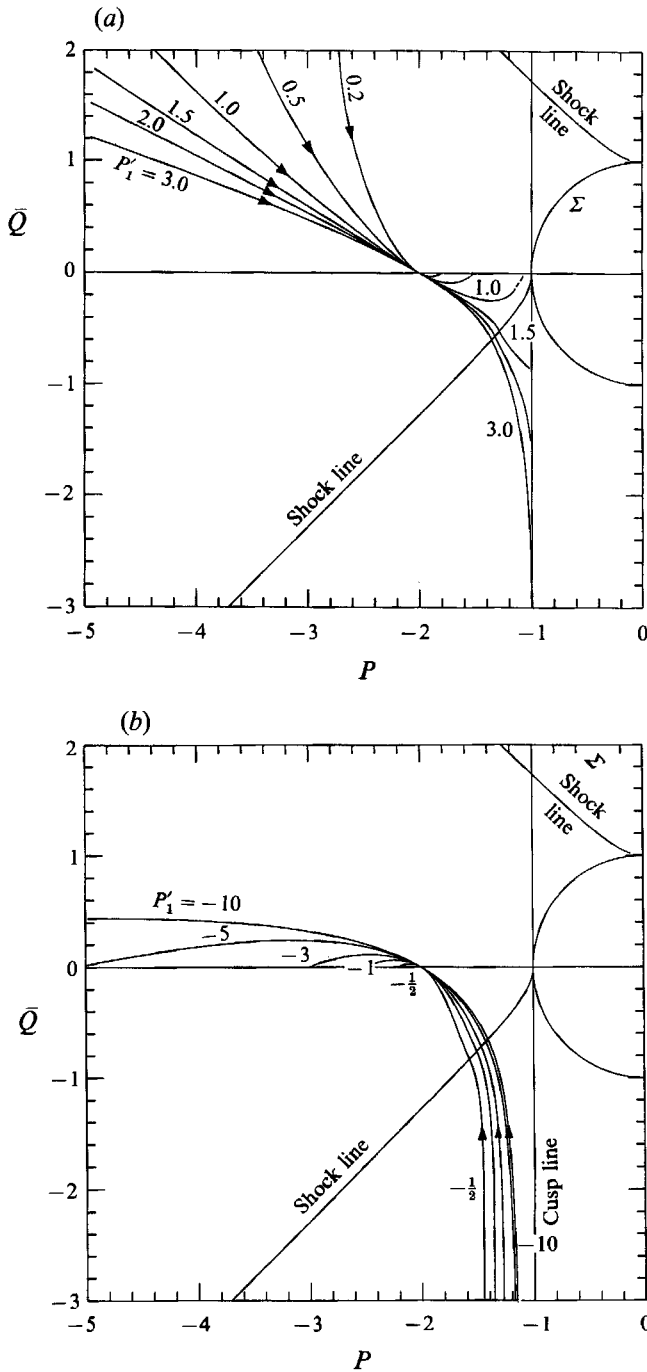 (a)
2
1
0
−1
−2
−3
Q̄
P′₁ = 3.0
2.0
1.5
1.0
0.5
0.2
Shock
line
Σ
1.0
1.5
3.0
Shock line
−5
−4
−3
−2
−1
0
P
(b)
2
1
0
−1
−2
−3
Q̄
Σ
Shock
line
P′₁ = −10
−5
−3
−1
−½
Shock line
−½
−10
Cusp line
−5
−4
−3
−2
−1
0
P